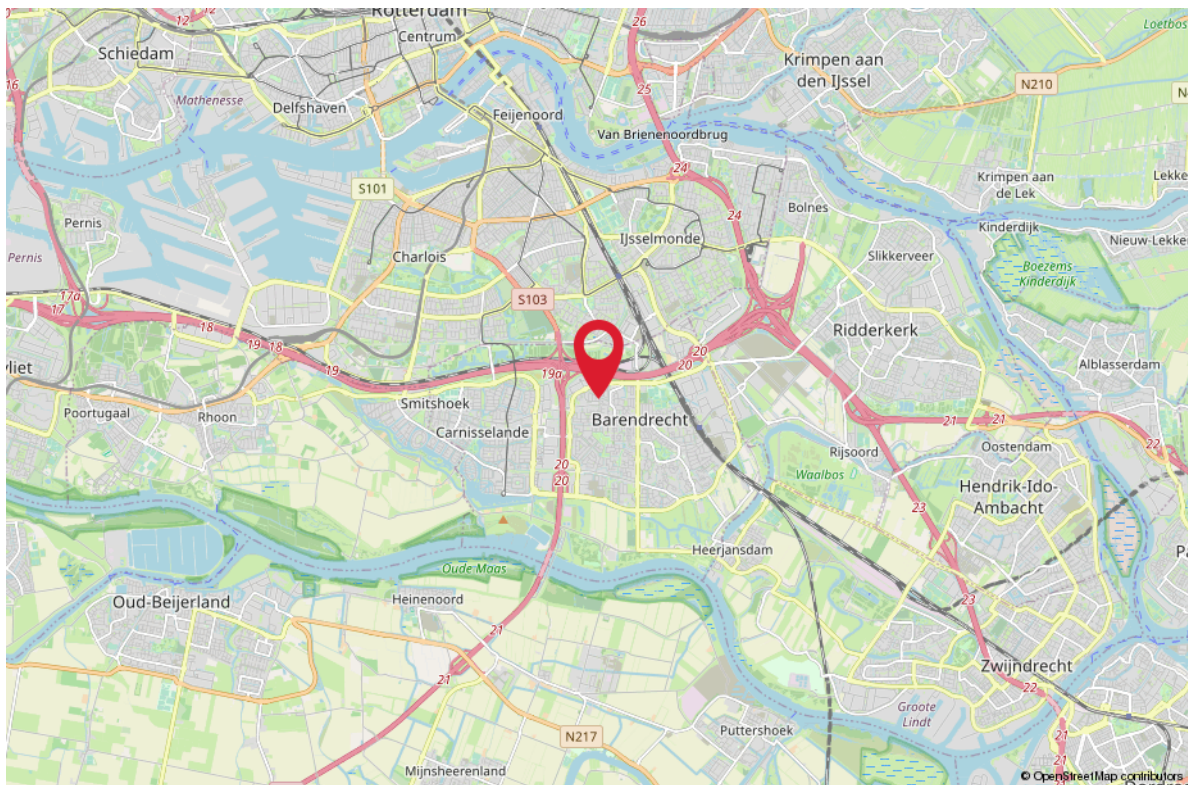 Rotterdam
12
12
26
Loetbos
Centrum
Schiedam
Krimpen aan
den IJssel
16
N210
25
Mathenesse
Delfshaven
Feijenoord
Van Brienenoordbrug
24
S101
Krimpen aan
de Lek
Lekke
Pernis
24
Bolnes
Kinderdijk
IJsselmonde
Nieuw-Lekker
Pernis
Charlois
Slikkerveer
Boezems
Kinderdijk
17a
17
S103
18
Ridderkerk
19
18
20
20
19
19a
Alblasserdam
vliet
Smitshoek
Poortugaal
Rhoon
Barendrecht
21
21
Carnisselande
22
Rijsoord
Oostendam
20
20
Waalbos
Hendrik-Ido-
Ambacht
23
Heerjansdam
Oude Maas
Oud-Beijerland
Heinenoord
23
21
Zwijndrecht
21
22
Groote
Lindt
Puttershoek
N217
21
Mijnsheerenland
© OpenStreetMap contributors